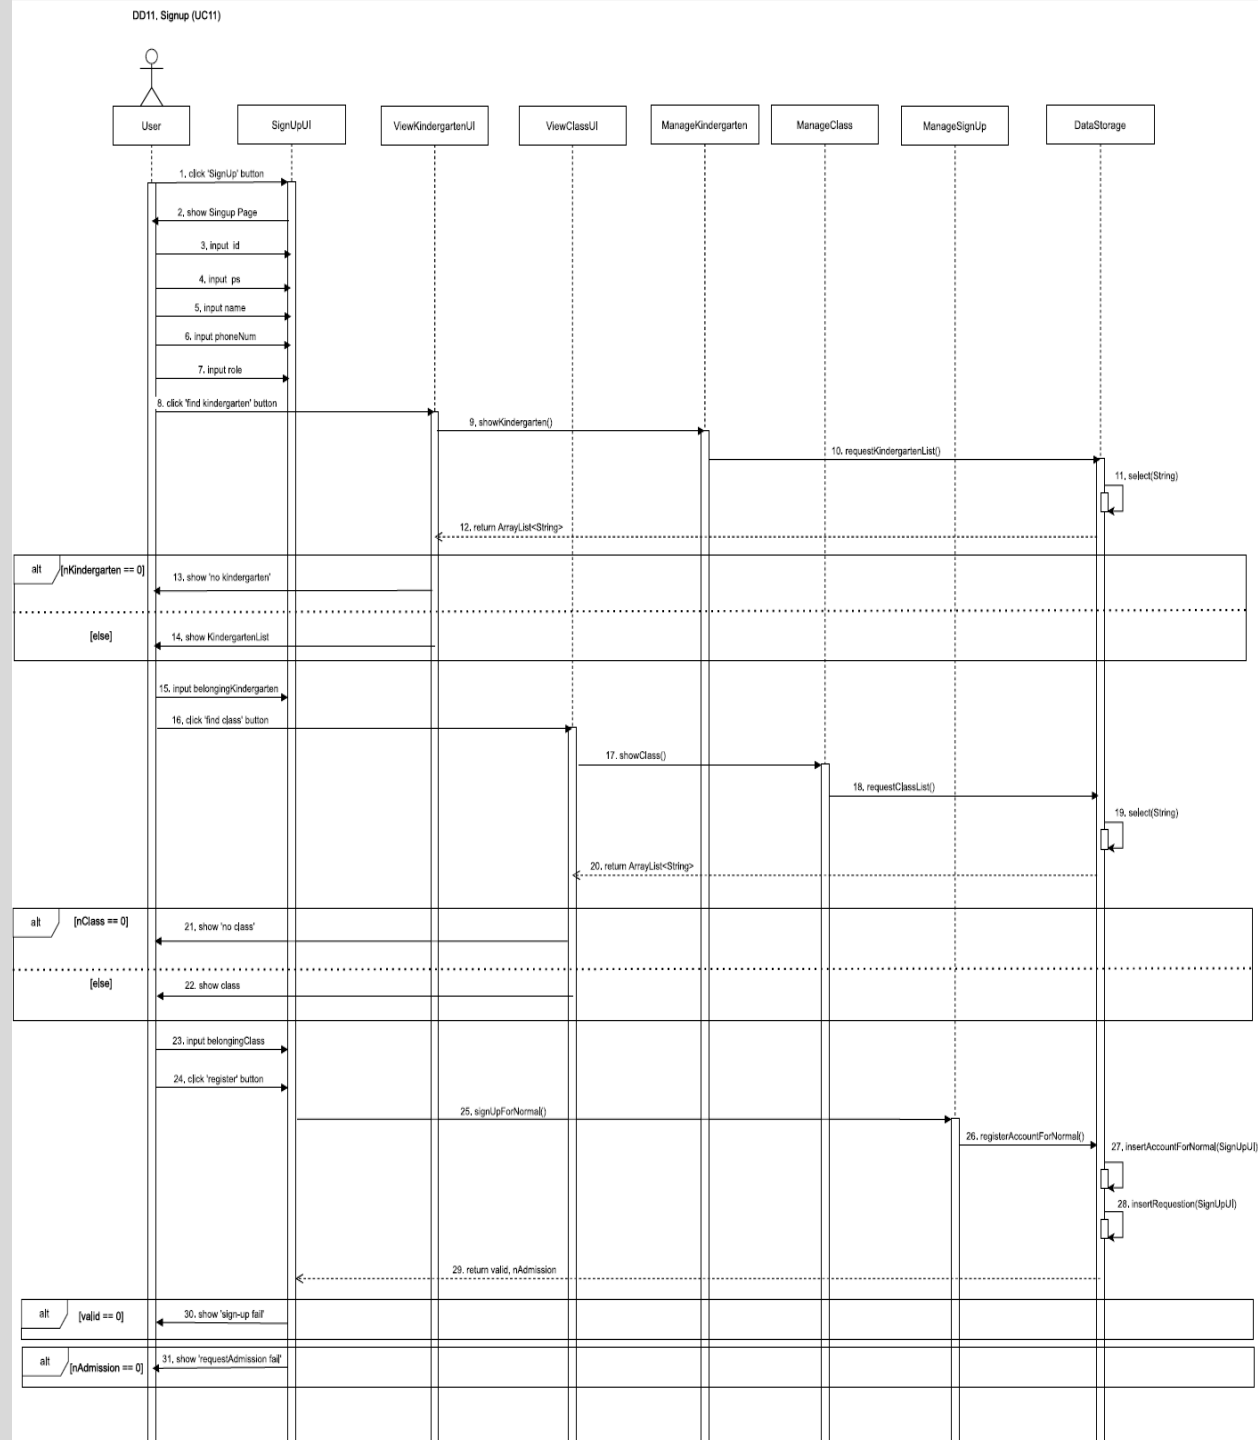 DD11, Signup (UC11)
User
SignUpUI
ViewKindergartenUI
ViewClassUI
ManageKindergarten
ManageClass
ManageSignUp
DataStorage
1, click 'SignUp' button
2, show Singup Page
3, input id
4, input ps
5, input name
6. input phoneNum
7. input role
8. click 'find kindergarten' button
9, showKindergarten()
10. requestKindergartenList()
11, select(String)
12. return ArrayList<String>
alt
[nKindergarten == 0]
13, show 'no kindergarten'
[else]
14, show KindergartenList
15. input belongingKindergarten
16, click 'find class' button
17. showClass()
18, requestClassList()
19. select(String)
20. return ArrayList<String>
alt
[nClass == 0]
21, show 'no class'
[else]
22. show class
23. input belongingClass
24, click 'register' button
25. signUpForNormal()
26. registerAccountForNormal()
27, insertAccountForNormal(SignUpUI)
28. insertRequestion(SignUpUI)
29. return valid, nAdmission
alt
[valid == 0]
30. show 'sign-up fail'
alt
[nAdmission == 0]
31, show 'requestAdmission fail'